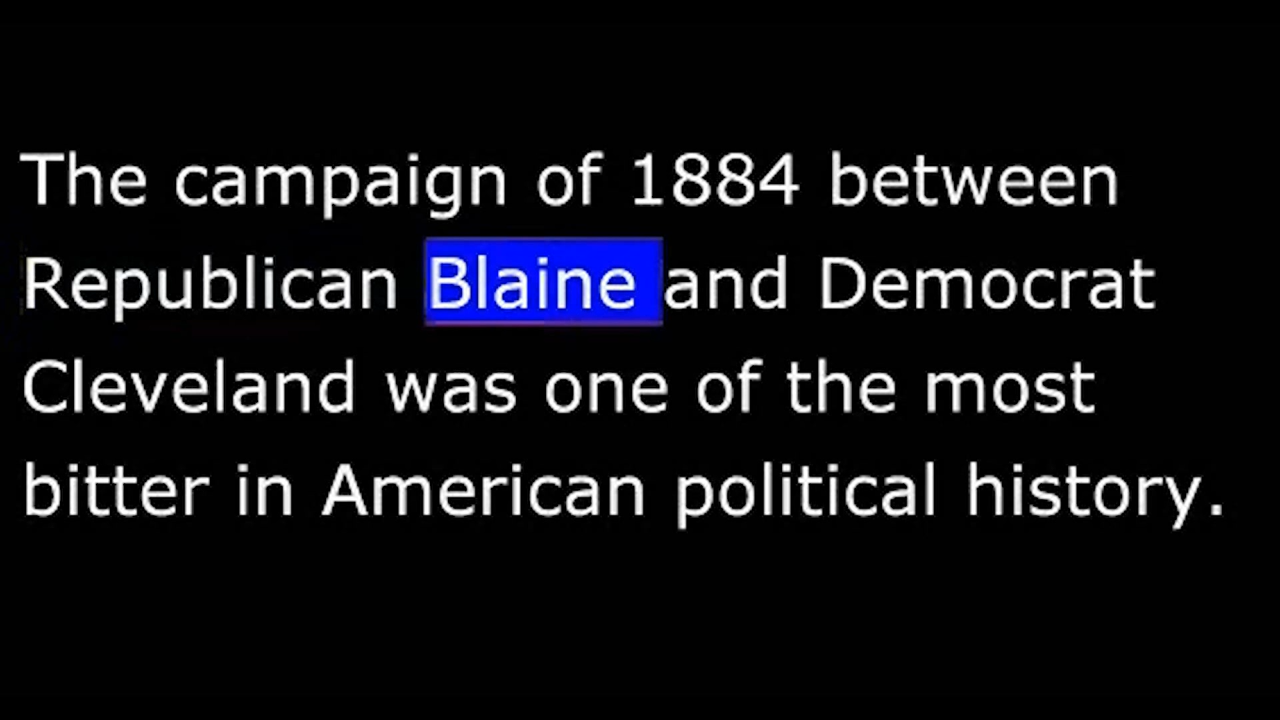 The campaign of 1884 between
Republican Blaine and Democrat
Cleveland was one of the most
bitter in American political history.